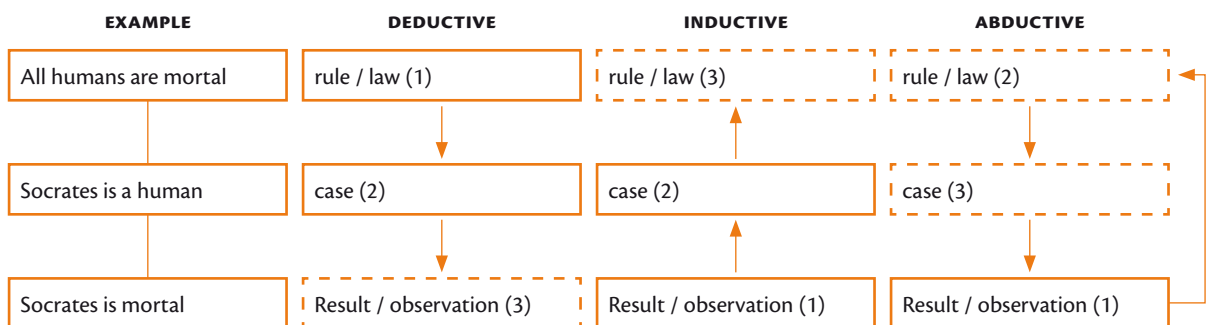 EXAMPLE DEDUCTIVE INDUCTIVE ABDUCTIVE
All humans are mortal rule / law (1) rule / law (3) rule / law (2)
Socrates is a human case (2) case (2) case (3)
Socrates is mortal Result / observation (3) Result / observation (1) Result / observation (1)